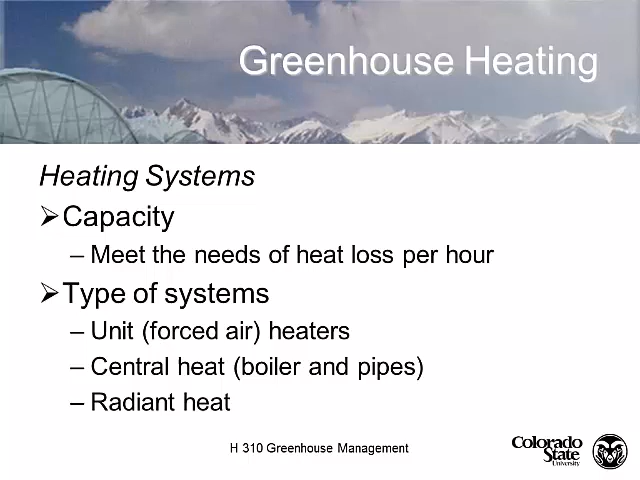 Greenhouse Heating
Heating Systems
➢Capacity
– Meet the needs of heat loss per hour
➢Type of systems
– Unit (forced air) heaters
– Central heat (boiler and pipes)
– Radiant heat
H 310 Greenhouse Management
Colorado
State
University